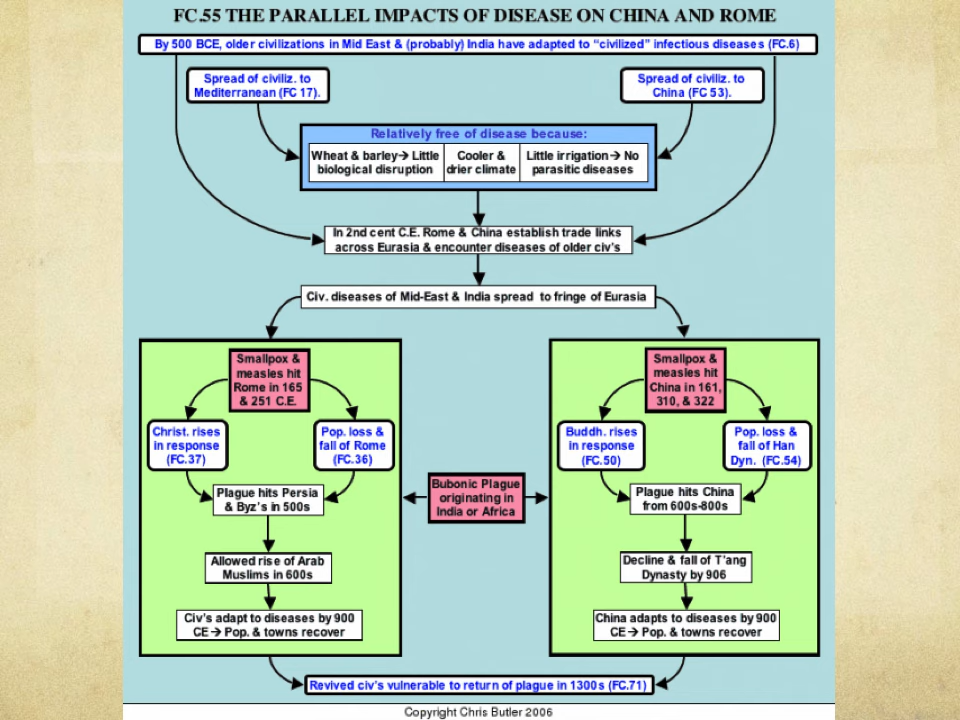 FC.55 THE PARALLEL IMPACTS OF DISEASE ON CHINA AND ROME
By 500 BCE, older civilizations in Mid East & (probably) India have adapted to “civilized” infectious diseases (FC.6)
Spread of civiliz. to
Mediterranean (FC 17).
Spread of civiliz. to
China (FC 53).
Relatively free of disease because:
Wheat & barley→ Little
biological disruption
Cooler &
drier climate
Little irrigation→ No
parasitic diseases
In 2nd cent C.E. Rome & China establish trade links
across Eurasia & encounter diseases of older civ’s
Civ. diseases of Mid-East & India spread to fringe of Eurasia
Smallpox &
measles hit
Rome in 165
& 251 C.E.
Christ. rises
in response
(FC.37)
Pop. loss &
fall of Rome
(FC.36)
Plague hits Persia
& Byz’s in 500s
Allowed rise of Arab
Muslims in 600s
Civ’s adapt to diseases by 900
CE→ Pop. & towns recover
Bubonic Plague
originating in
India or Africa
Smallpox &
measles hit
China in 161,
310, & 322
Buddh. rises
in response
(FC.50)
Pop. loss &
fall of Han
Dyn. (FC.54)
Plague hits China
from 600s-800s
Decline & fall of T’ang
Dynasty by 906
China adapts to diseases by 900
CE→ Pop. & towns recover
Revived civ’s vulnerable to return of plague in 1300s (FC.71)
Copyright Chris Butler 2006